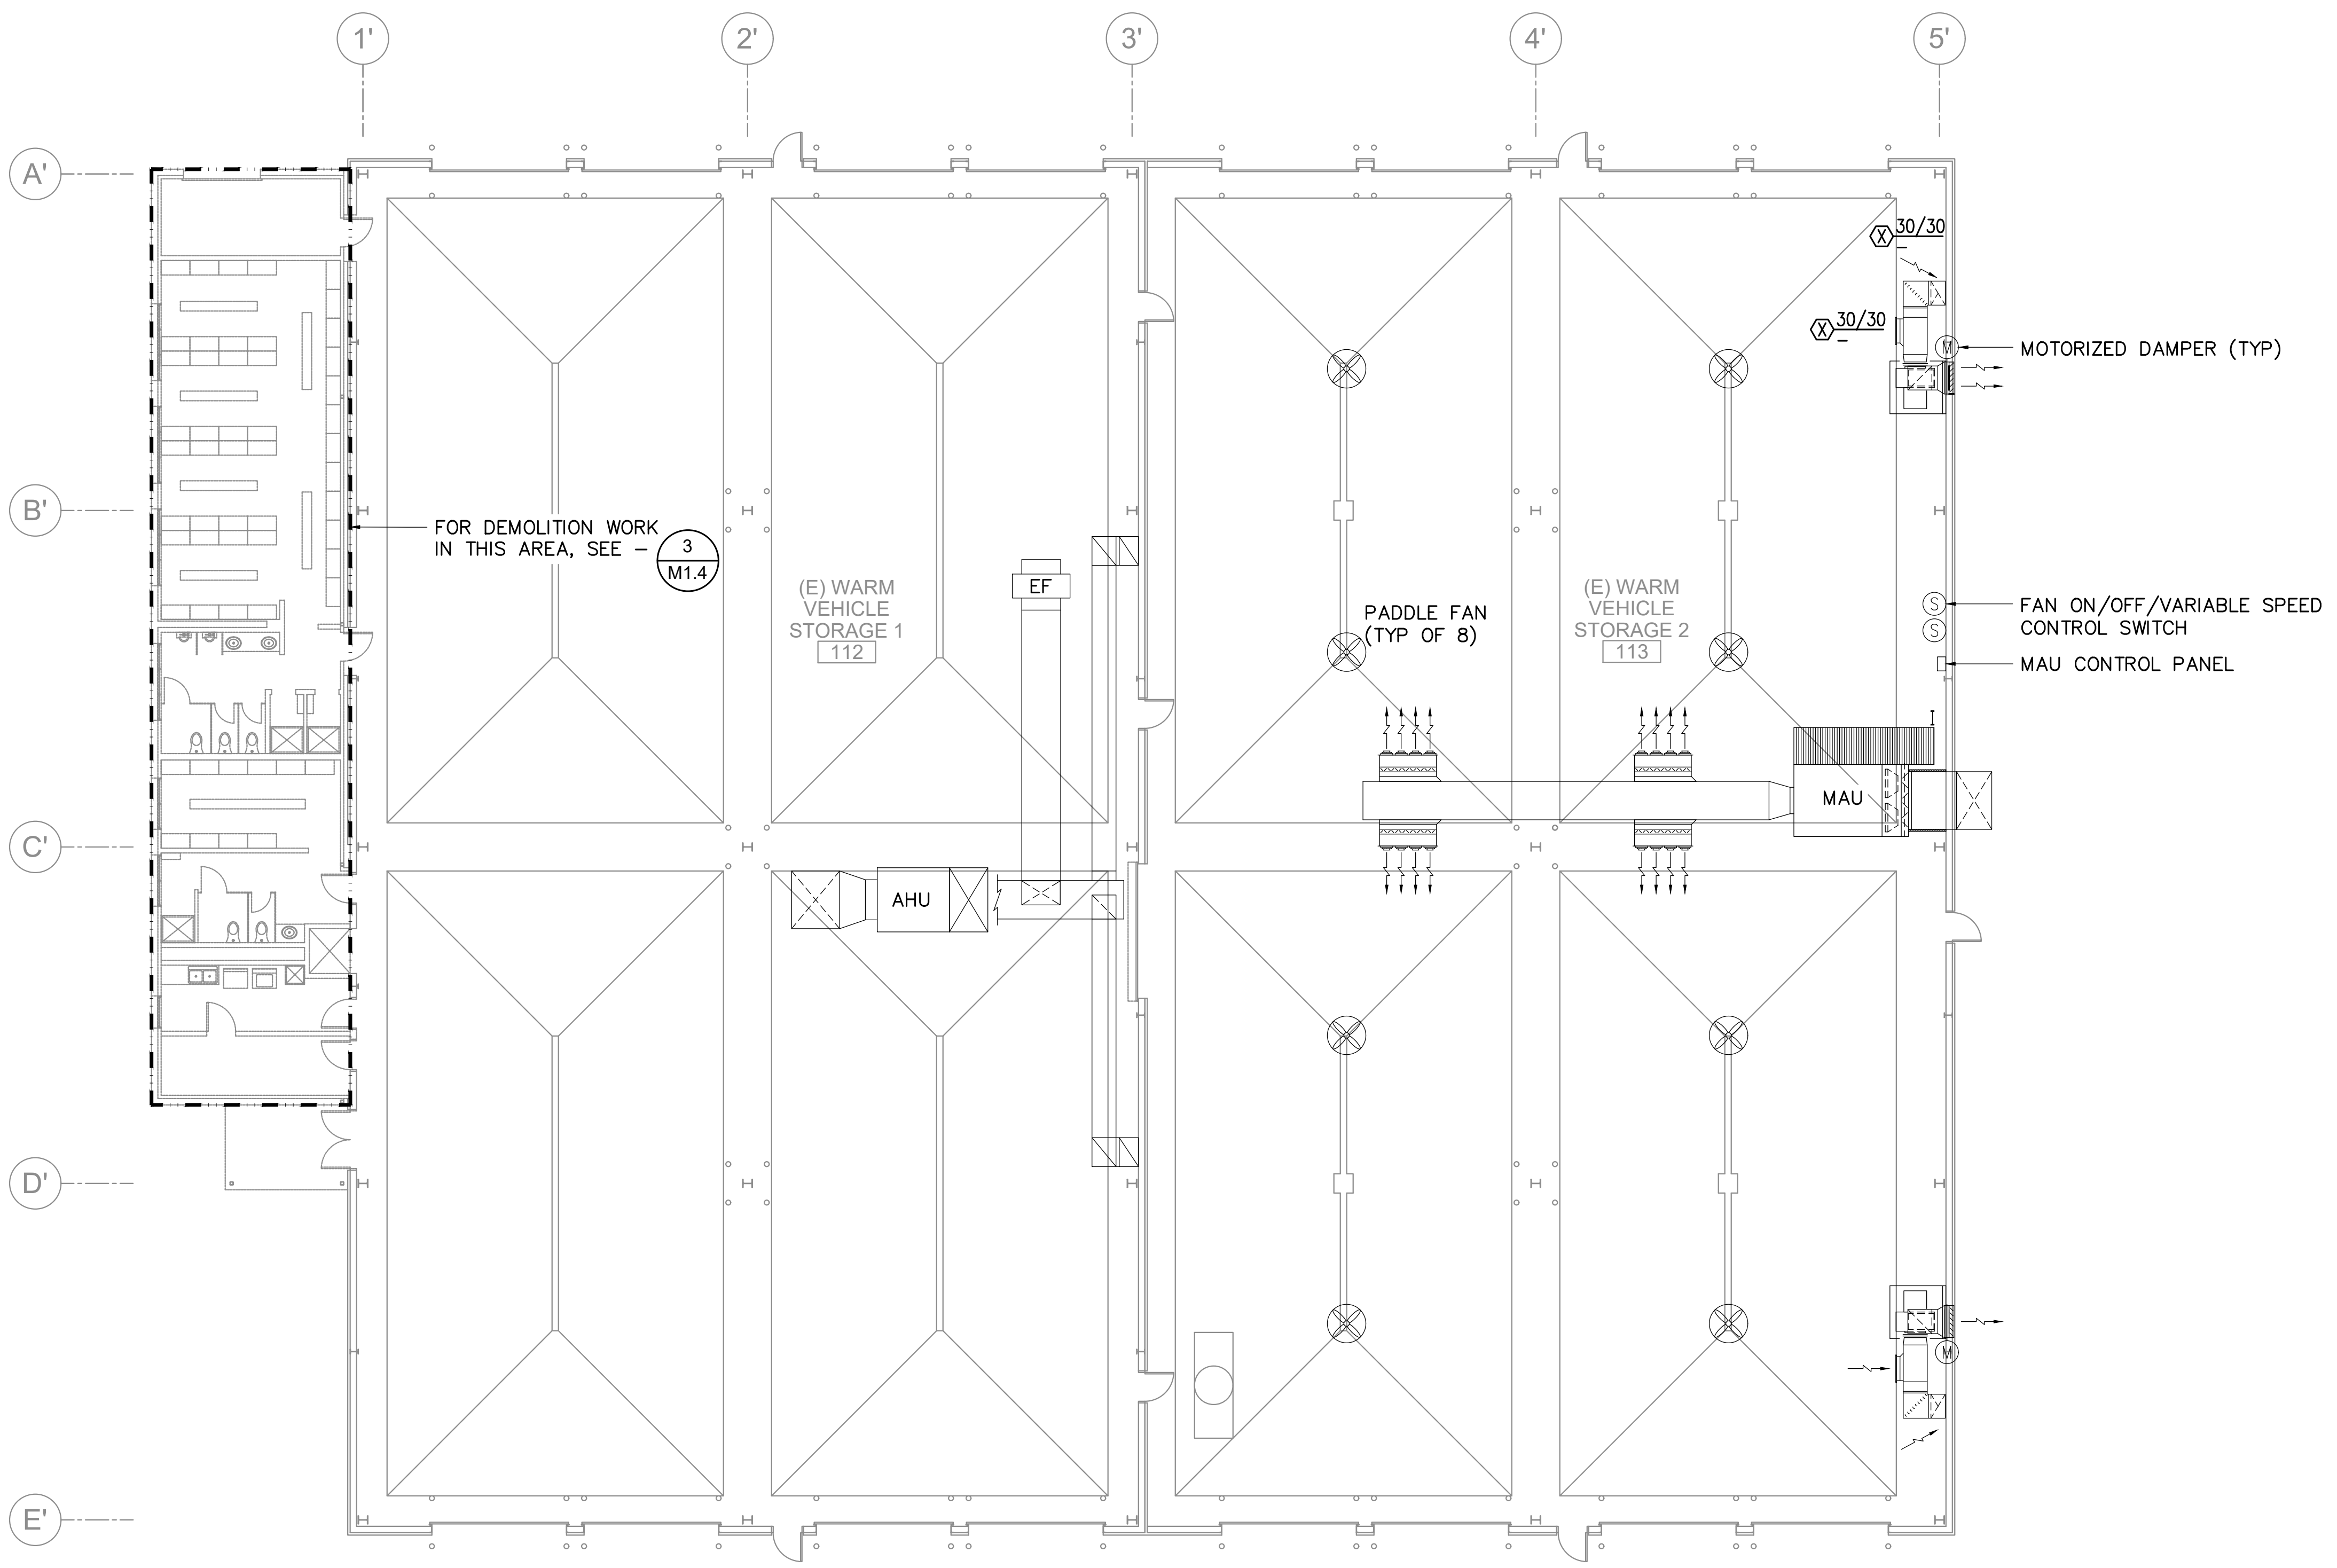 1'
2'
3'
4'
5'
A'
30/30
X
–
30/30
X
–
M
MOTORIZED DAMPER (TYP)
B'
FOR DEMOLITION WORK
IN THIS AREA, SEE –
3
M1.4
(E) WARM
VEHICLE
STORAGE 1
112
EF
PADDLE FAN
(TYP OF 8)
(E) WARM
VEHICLE
STORAGE 2
113
S
S
FAN ON/OFF/VARIABLE SPEED
CONTROL SWITCH
MAU CONTROL PANEL
MAU
C'
AHU
D'
M
E'